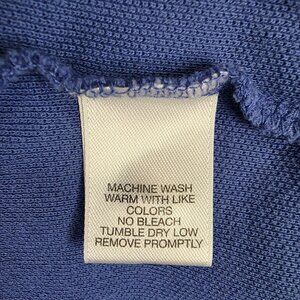 MACHINE WASH
WARM WITH LIKE
COLORS
NO BLEACH
TUMBLE DRY LOW
REMOVE PROMPTLY